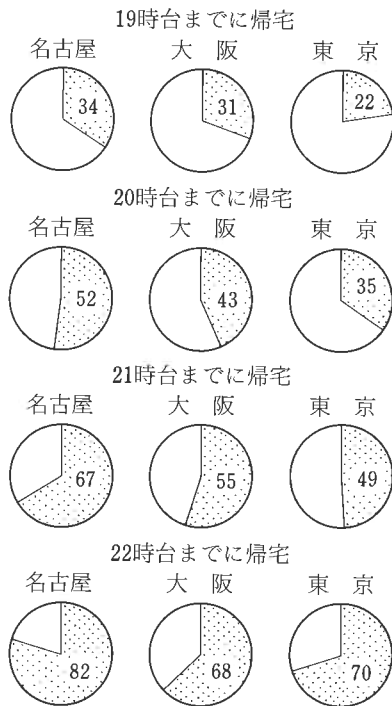 19時台までに帰宅
名古屋 大 阪 東 京
34 31 22
20時台までに帰宅
名古屋 大 阪 東 京
52 43 35
21時台までに帰宅
名古屋 大 阪 東 京
67 55 49
22時台までに帰宅
名古屋 大 阪 東 京
82 68 70